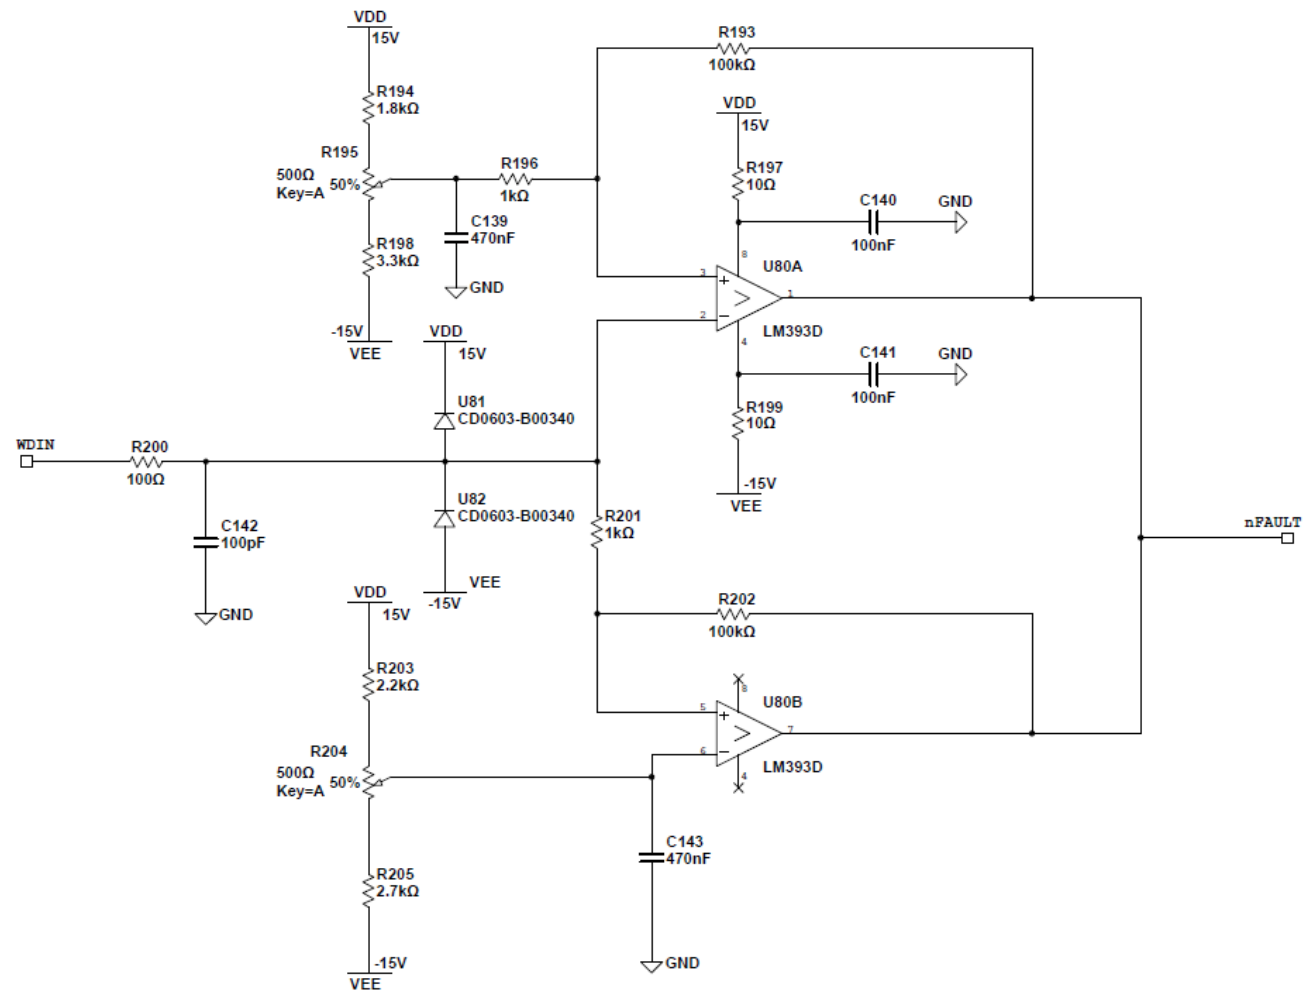 VDD
15V
R194
1.8kΩ
R195
500Ω
Key=A
50%
R198
3.3kΩ
-15V
VEE
R196
1kΩ
C139
470nF
GND
R193
100kΩ
VDD
15V
R197
10Ω
C140
100nF
GND
8
U80A
3
2
1
4
LM393D
C141
100nF
GND
R199
10Ω
-15V
VEE
VDD
15V
U81
CD0603-B00340
WDIN
R200
100Ω
C142
100pF
GND
U82
CD0603-B00340
VEE
-15V
R201
1kΩ
nFAULT
R202
100kΩ
VDD
15V
R203
2.2kΩ
R204
500Ω
Key=A
50%
R205
2.7kΩ
-15V
VEE
8
U80B
5
6
7
4
LM393D
C143
470nF
GND